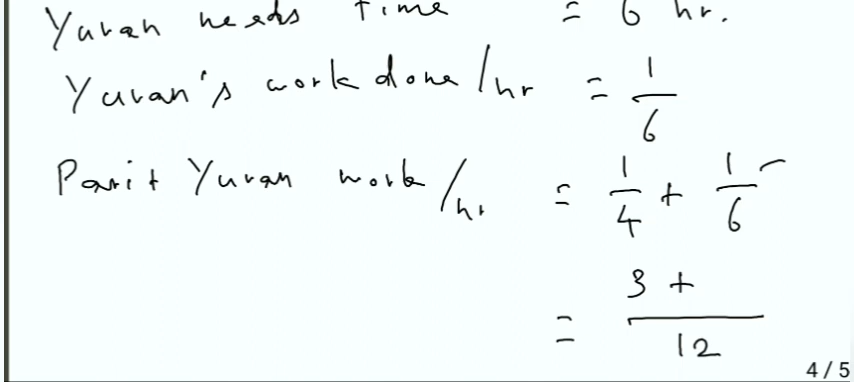 Yuvan needs time = 6 hr.
Yuvan's work done/hr = 1/6
Parit Yuvan work/hr = 1/4 + 1/6
= 3 + / 12
4/5